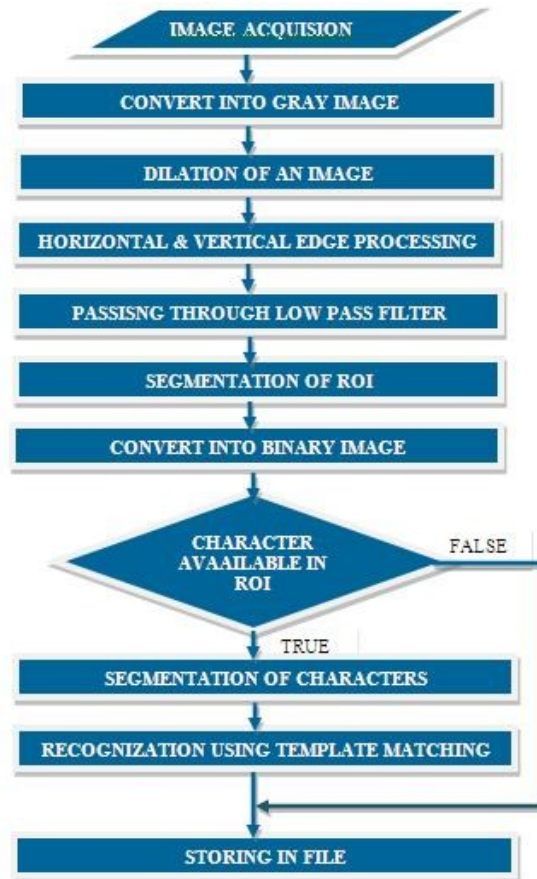 IMAGE ACQUISION
CONVERT INTO GRAY IMAGE
DILATION OF AN IMAGE
HORIZONTAL & VERTICAL EDGE PROCESSING
PASSISNG THROUGH LOW PASS FILTER
SEGMENTATION OF ROI
CONVERT INTO BINARY IMAGE
CHARACTER
AVAAILABLE IN
ROI
FALSE
TRUE
SEGMENTATION OF CHARACTERS
RECOGNIZATION USING TEMPLATE MATCHING
STORING IN FILE